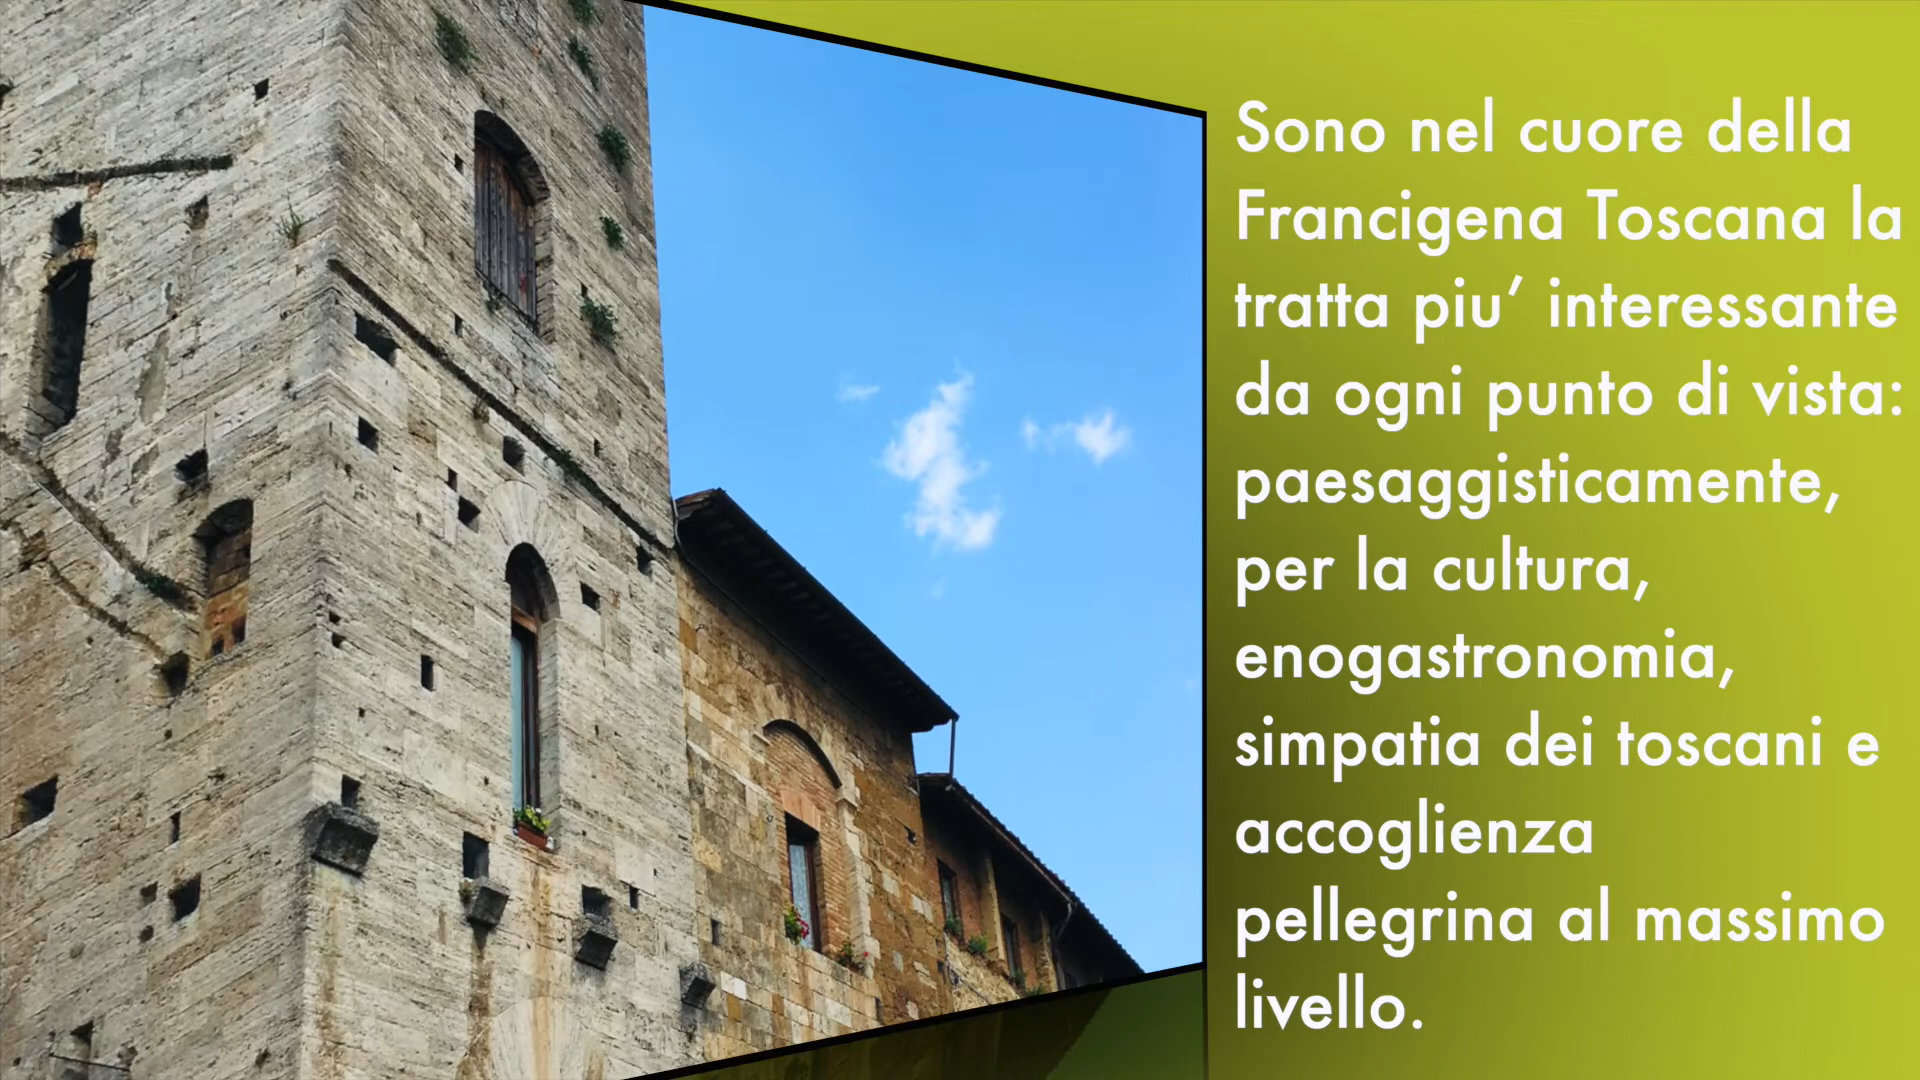 Sono nel cuore della
Francigena Toscana la
tratta piu’ interessante
da ogni punto di vista:
paesaggisticamente,
per la cultura,
enogastronomia,
simpatia dei toscani e
accoglienza
pellegrina al massimo
livello.